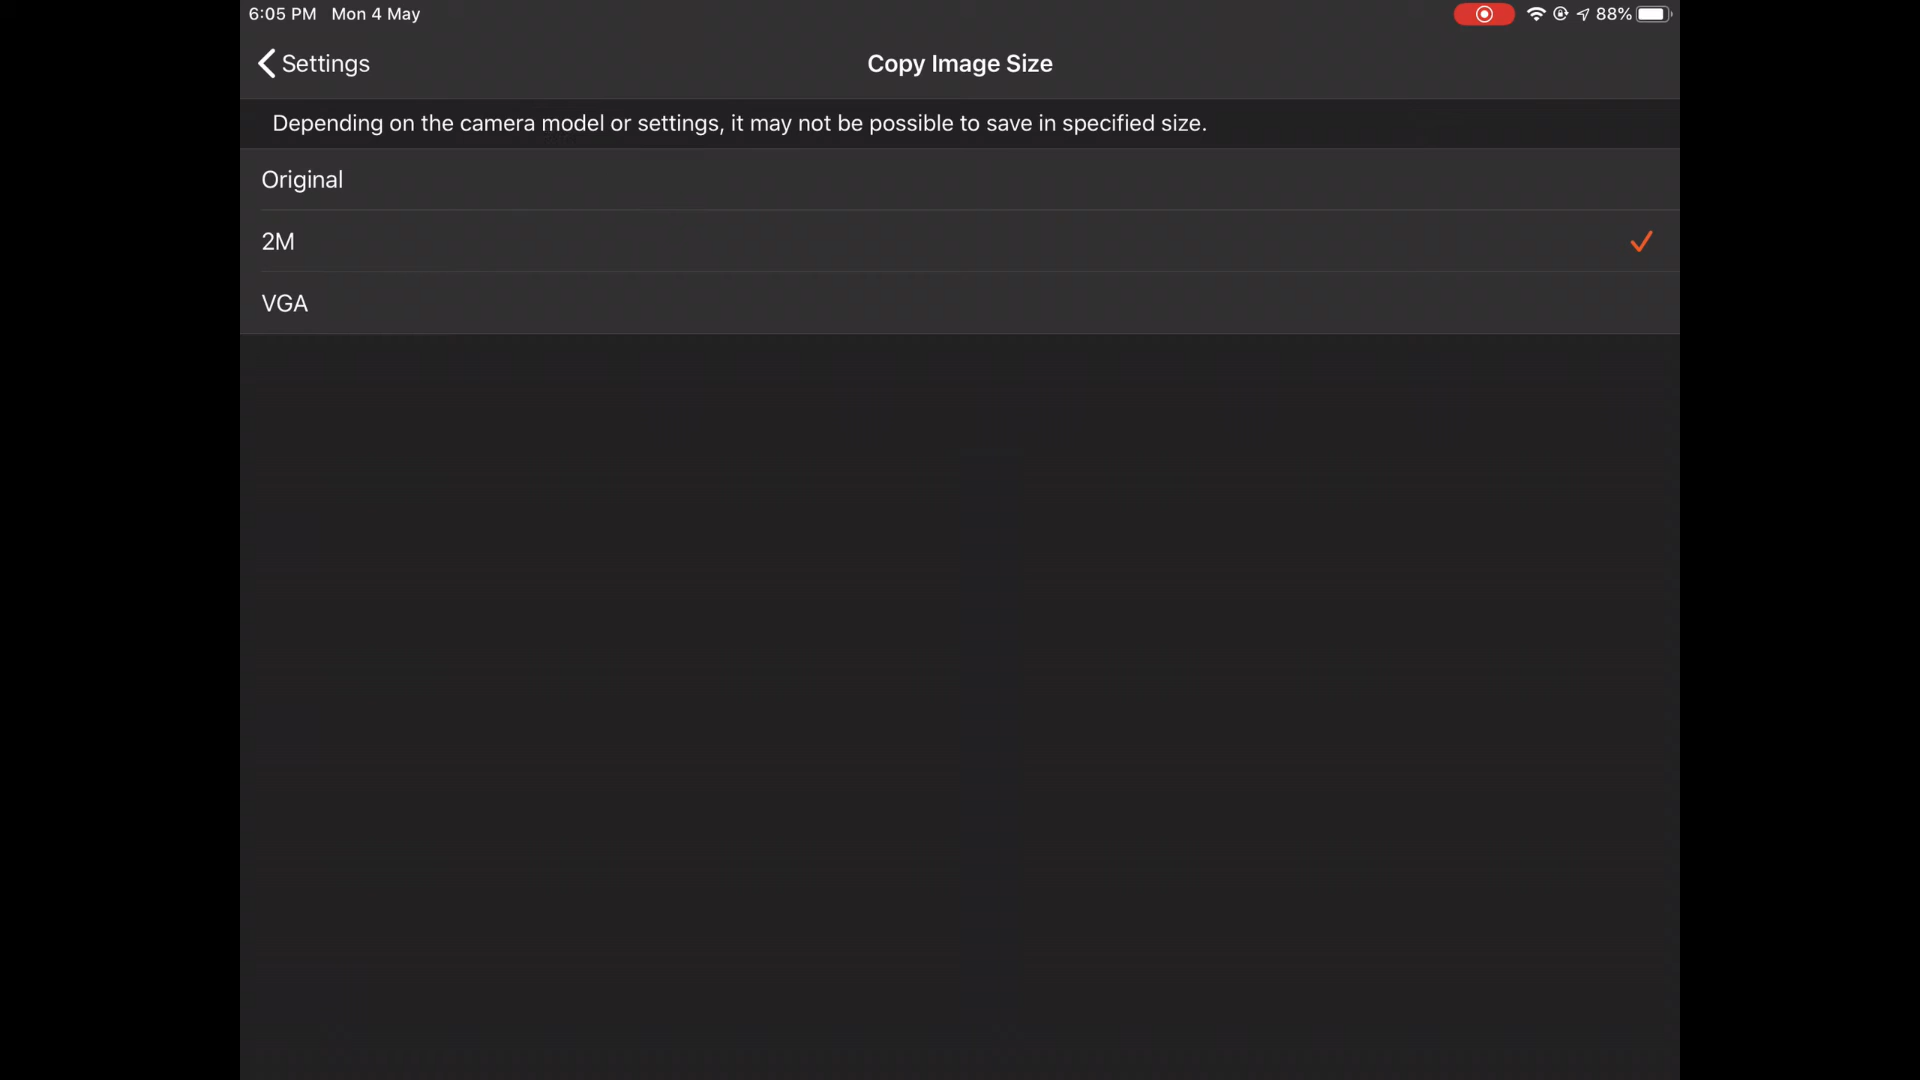 6:05 PM Mon 4 May 88%
Settings
Copy Image Size
Depending on the camera model or settings, it may not be possible to save in specified size.
Original
2M
VGA